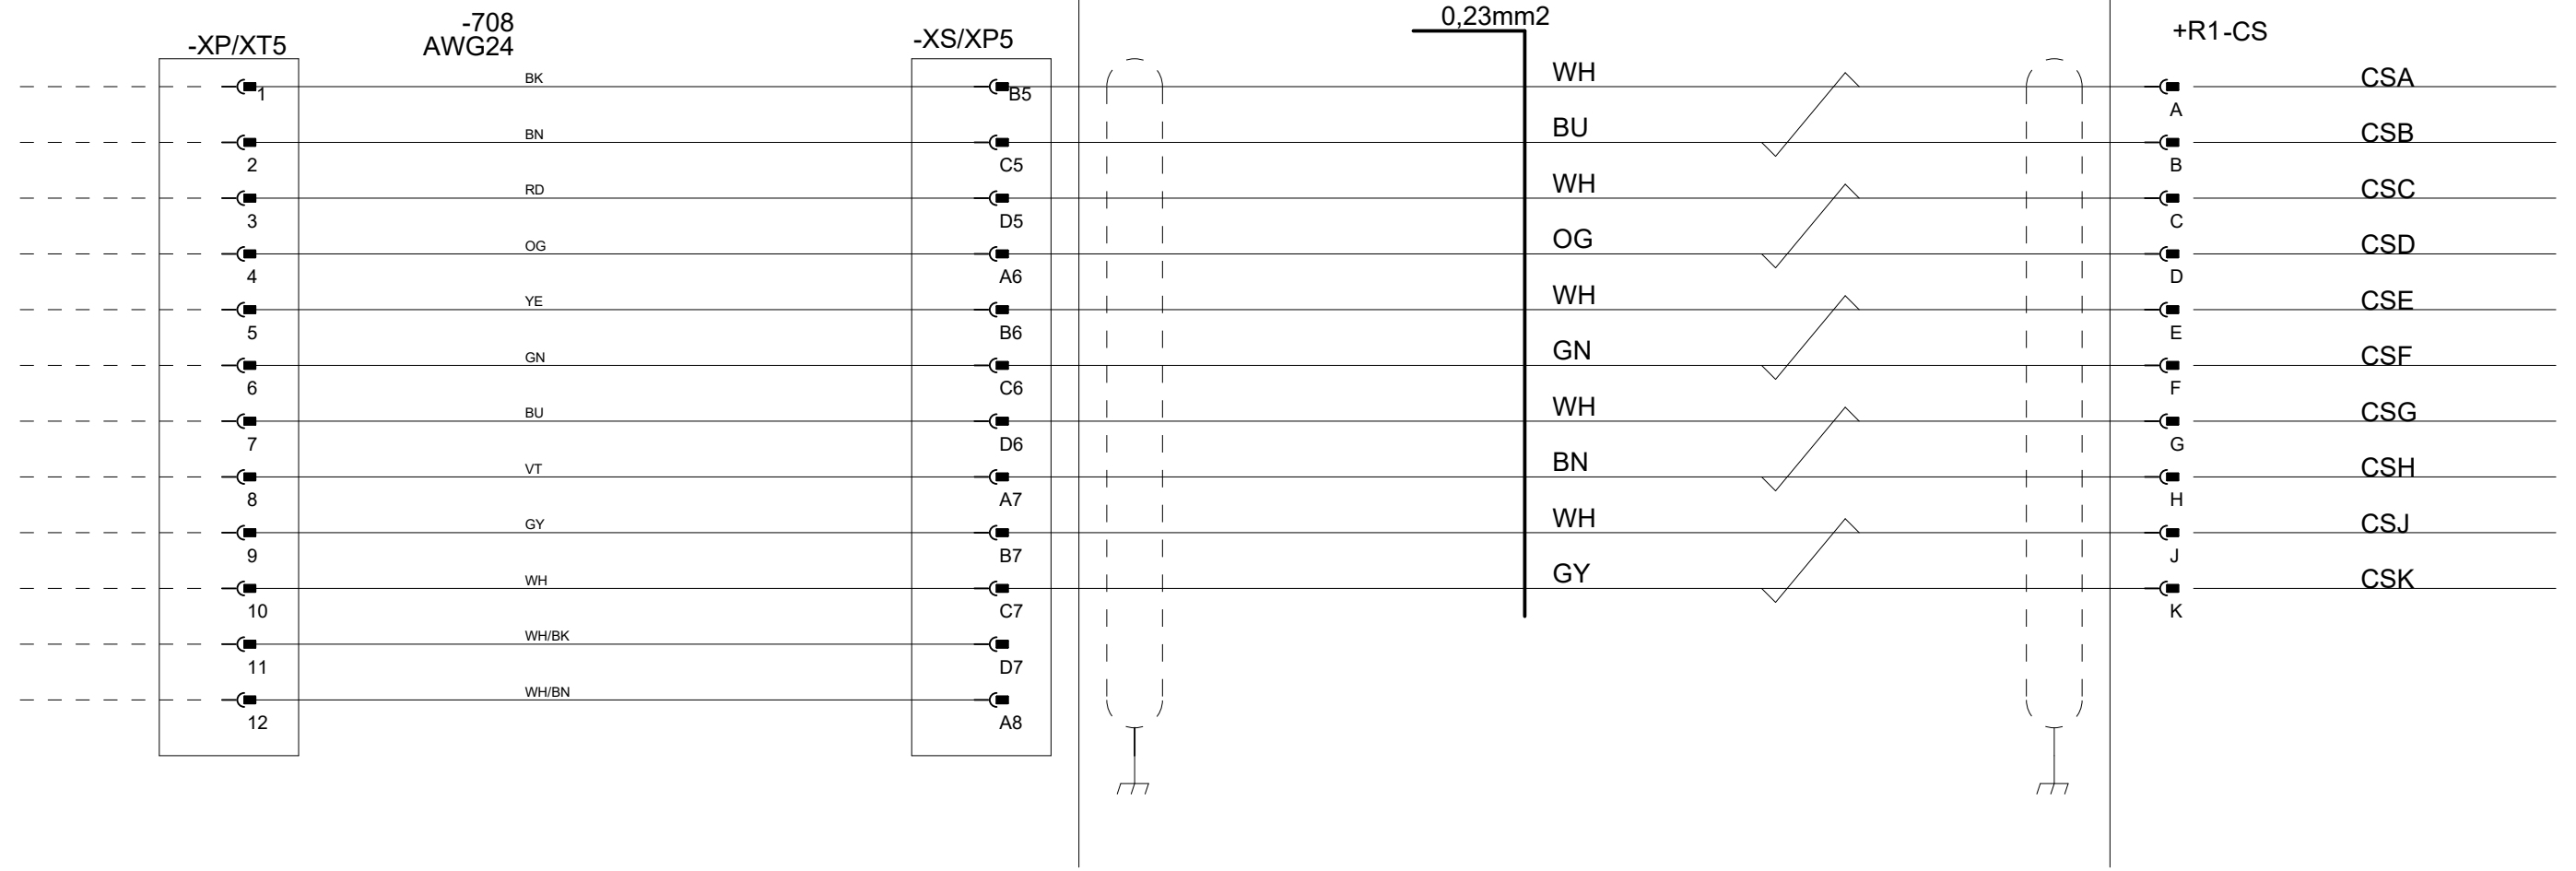 -708
0,23mm2
-XP/XT5
AWG24
-XS/XP5
+R1-CS
BK
WH
CSA
1
B5
A
BN
BU
CSB
2
C5
B
RD
WH
CSC
3
D5
C
OG
OG
CSD
4
A6
D
YE
WH
CSE
5
B6
E
GN
GN
CSF
6
C6
F
BU
WH
CSG
7
D6
G
VT
BN
CSH
8
A7
H
GY
WH
CSJ
9
B7
J
WH
GY
CSK
10
C7
K
WH/BK
11
D7
WH/BN
12
A8